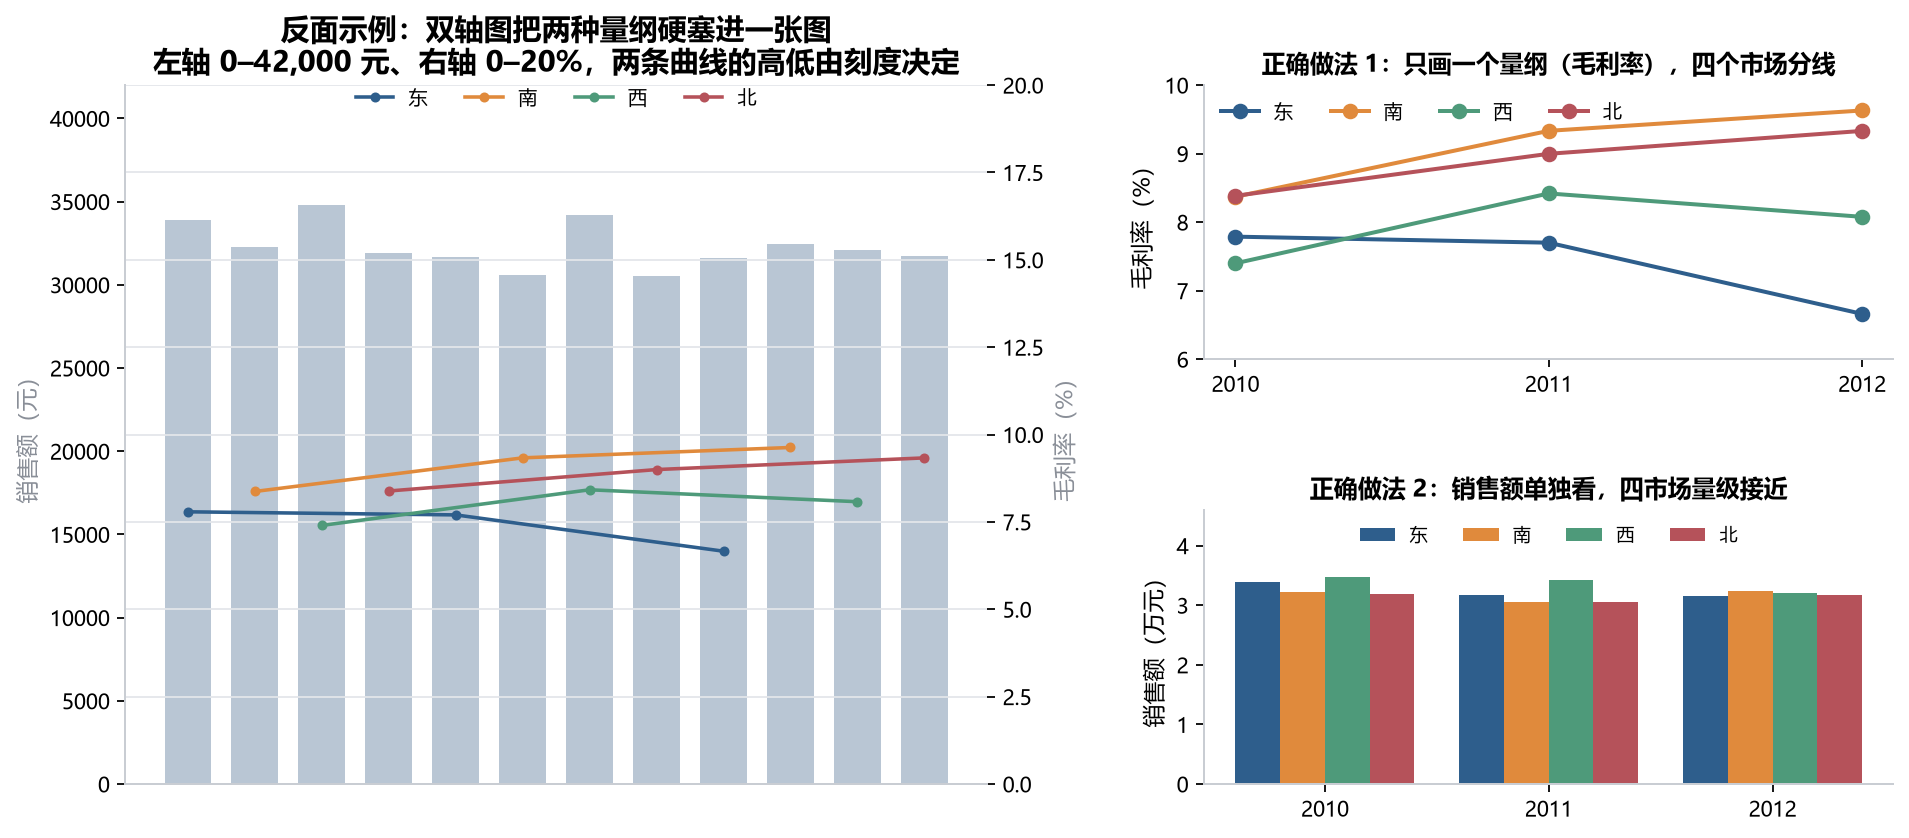 反面示例：双轴图把两种量纲硬塞进一张图
左轴 0–42,000 元、右轴 0–20%，两条曲线的高低由刻度决定
东 南 西 北
销售额（元）
40000
35000
30000
25000
20000
15000
10000
5000
0
20.0
17.5
15.0
12.5
10.0
7.5
5.0
2.5
0.0
毛利率（%）
正确做法 1：只画一个量纲（毛利率），四个市场分线
东 南 西 北
毛利率（%）
10
9
8
7
6
2010 2011 2012
正确做法 2：销售额单独看，四市场量级接近
东 南 西 北
销售额（万元）
4
3
2
1
0
2010 2011 2012